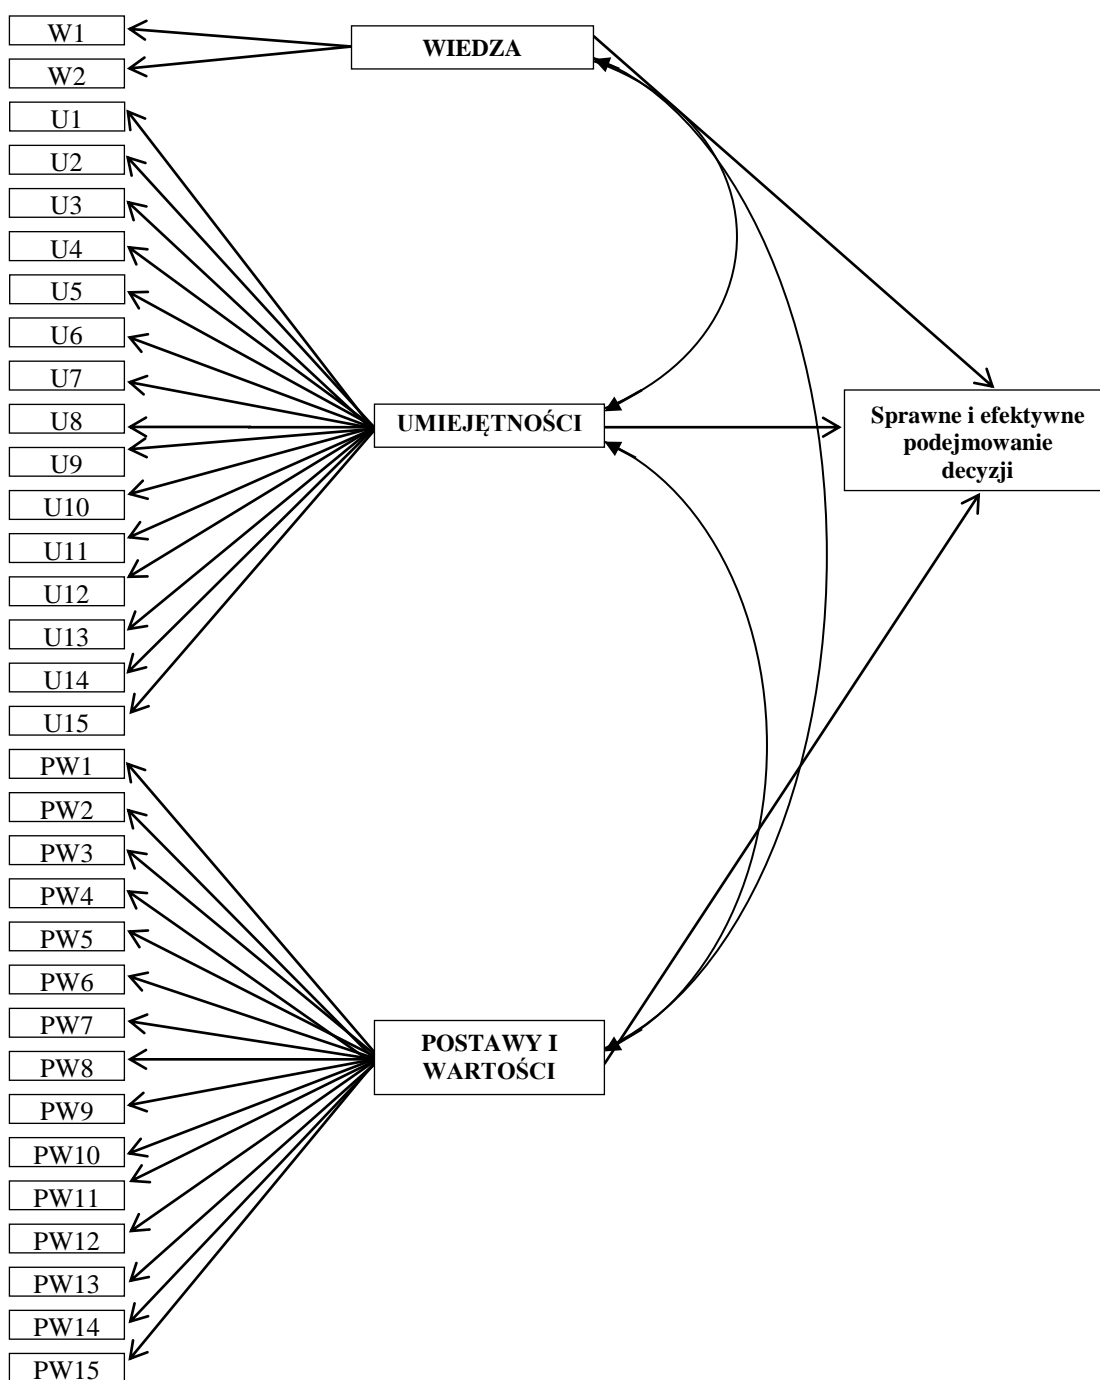 W1
W2
U1
U2
U3
U4
U5
U6
U7
U8
U9
U10
U11
U12
U13
U14
U15
PW1
PW2
PW3
PW4
PW5
PW6
PW7
PW8
PW9
PW10
PW11
PW12
PW13
PW14
PW15
WIEDZA
UMIEJĘTNOŚCI
POSTAWY I
WARTOŚCI
Sprawne i efektywne
podejmowanie
decyzji